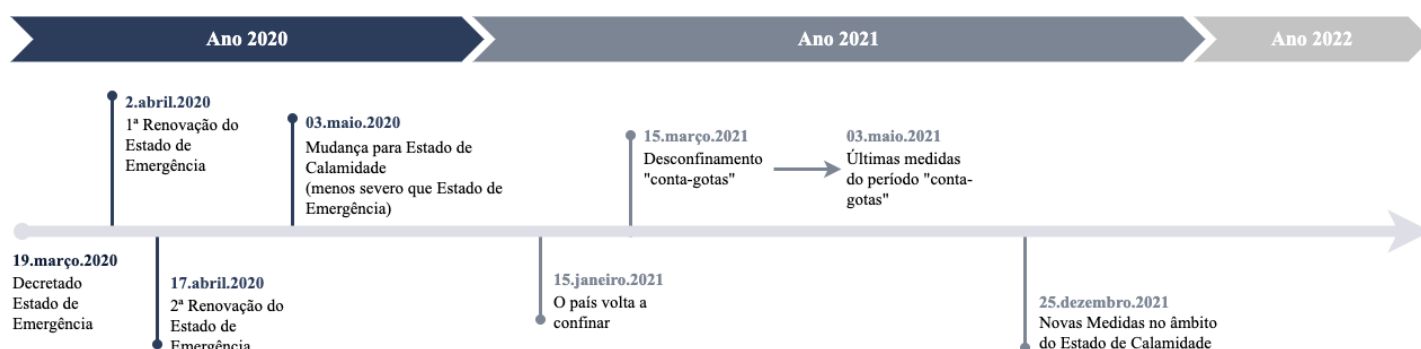 Ano 2020
Ano 2021
Ano 2022
2.abril.2020
1ª Renovação do
Estado de
Emergência
03.maio.2020
Mudança para Estado de
Calamidade
(menos severo que Estado de
Emergência)
15.março.2021
Desconfinamento
"conta-gotas"
03.maio.2021
Últimas medidas
do período "conta-
gotas"
19.março.2020
Decretado
Estado de
Emergência
17.abril.2020
2ª Renovação do
Estado de
Emergência
15.janeiro.2021
O país volta a
confinar
25.dezembro.2021
Novas Medidas no âmbito
do Estado de Calamidade